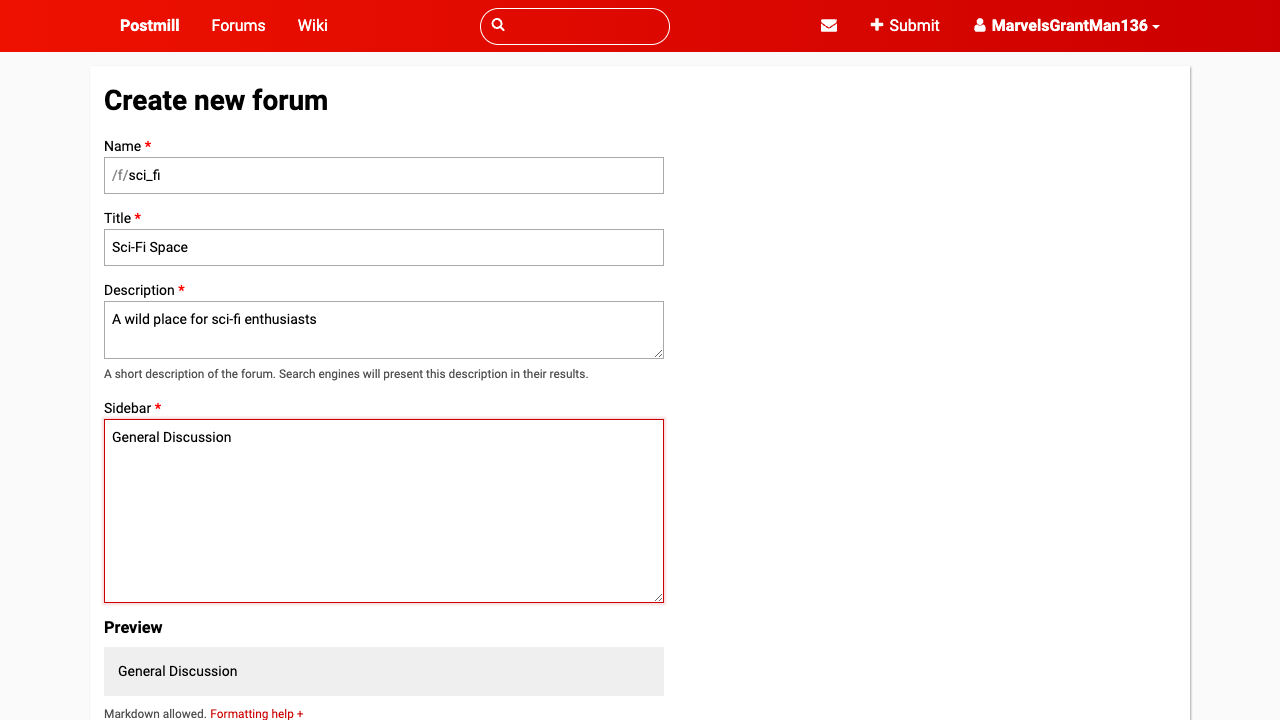 Postmill Forums Wiki Submit MarvelsGrantMan136
Create new forum
Name *
/f/sci_fi
Title *
Sci-Fi Space
Description *
A wild place for sci-fi enthusiasts
A short description of the forum. Search engines will present this description in their results.
Sidebar *
General Discussion
Preview
General Discussion
Markdown allowed. Formatting help +